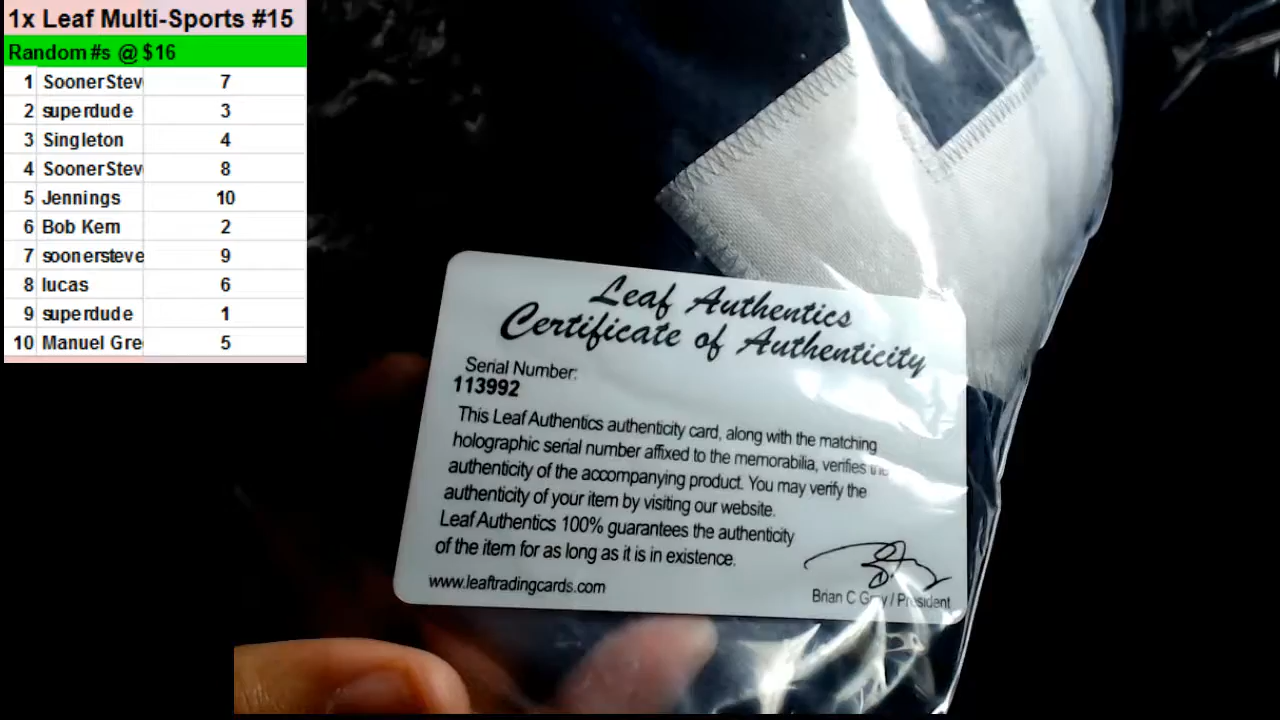 1x Leaf Multi-Sports #15
Random #s @ $16
1 SoonerStev 7
2 superdude 3
3 Singleton 4
4 SoonerStev 8
5 Jennings 10
6 Bob Kern 2
7 soonersteve 9
8 lucas 6
9 superdude 1
10 Manuel Gre 5
Leaf Authentics
Certificate of Authenticity
Serial Number:
113992
This Leaf Authentics authenticity card, along with the matching
holographic serial number affixed to the memorabilia, verifies the
authenticity of the accompanying product. You may verify the
authenticity of your item by visiting our website.
Leaf Authentics 100% guarantees the authenticity
of the item for as long as it is in existence.
www.leaftradingcards.com
Brian C Gray / President